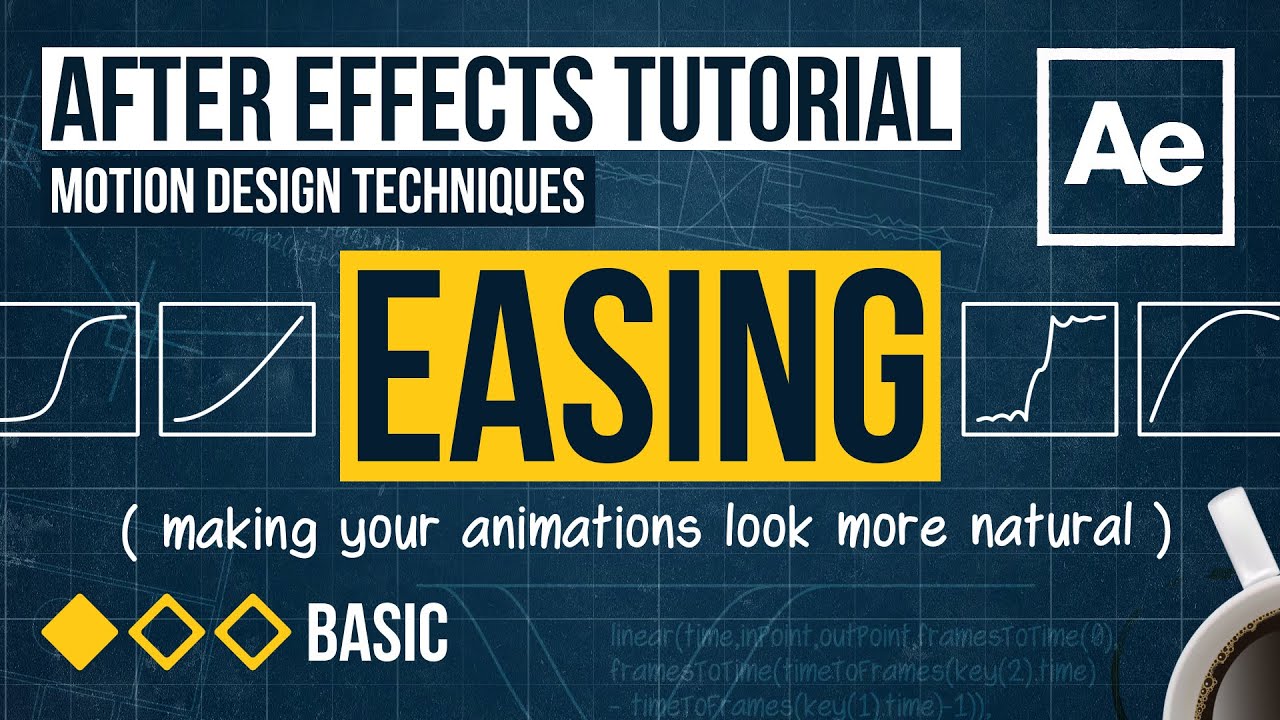 AFTER EFFECTS TUTORIAL
Ae
MOTION DESIGN TECHNIQUES
EASING
( making your animations look more natural )
BASIC
linear(time,inPoint,outPoint,framesToTime(0),
framesToTime(timeToFrames(key(2).time)
- timeToFrames(key(1).time)-1));